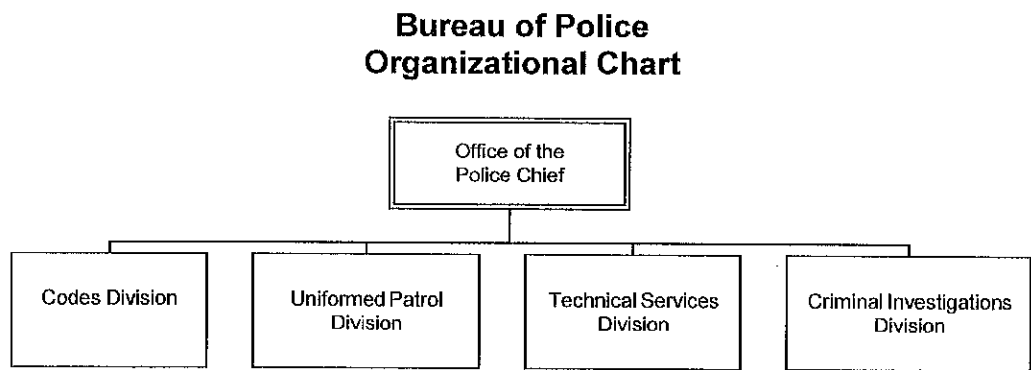 Bureau of Police
Organizational Chart
Office of the
Police Chief
Codes Division
Uniformed Patrol
Division
Technical Services
Division
Criminal Investigations
Division